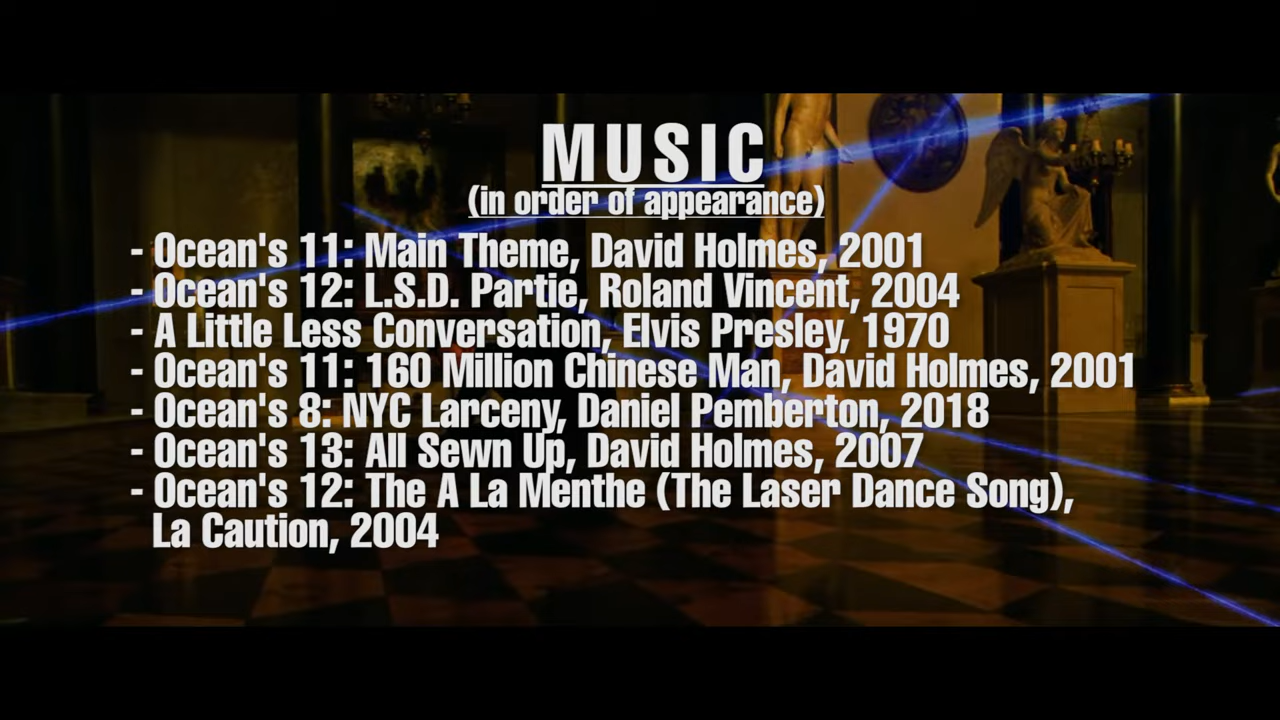 MUSIC
(in order of appearance)
- Ocean's 11: Main Theme, David Holmes, 2001
- Ocean's 12: L.S.D. Partie, Roland Vincent, 2004
- A Little Less Conversation, Elvis Presley, 1970
- Ocean's 11: 160 Million Chinese Man, David Holmes, 2001
- Ocean's 8: NYC Larceny, Daniel Pemberton, 2018
- Ocean's 13: All Sewn Up, David Holmes, 2007
- Ocean's 12: The A La Menthe (The Laser Dance Song),
La Caution, 2004